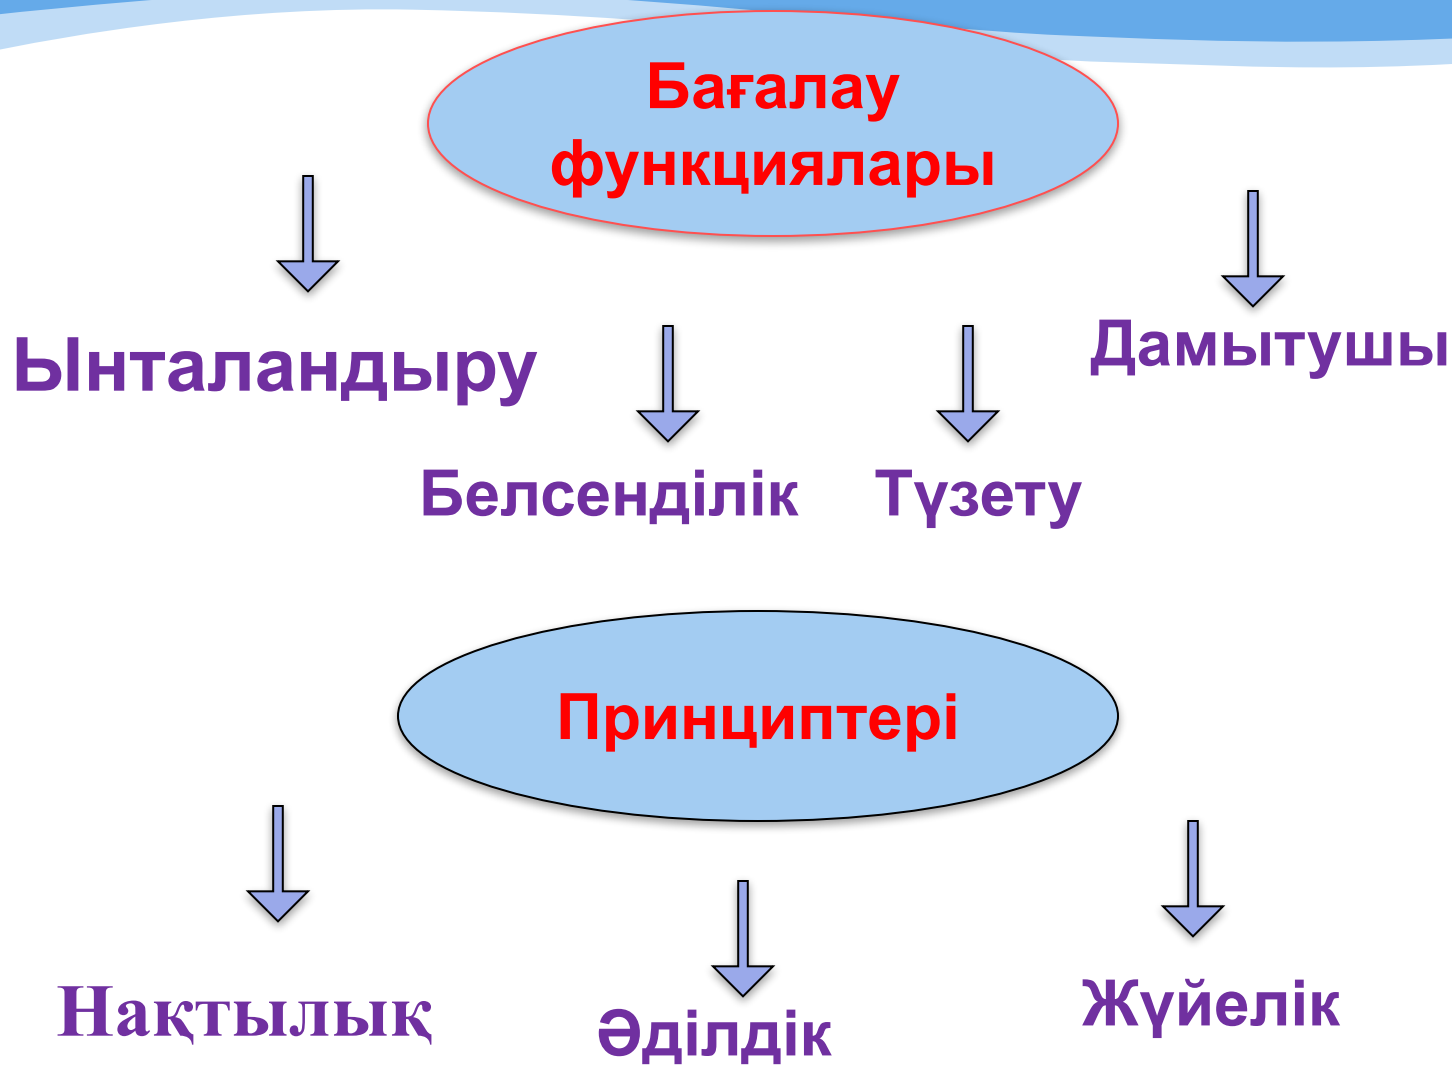 Бағалау
функциялары
Ынталандыру
Дамытушы
Белсенділік
Түзету
Принциптері
Нақтылық
Әділдік
Жүйелік